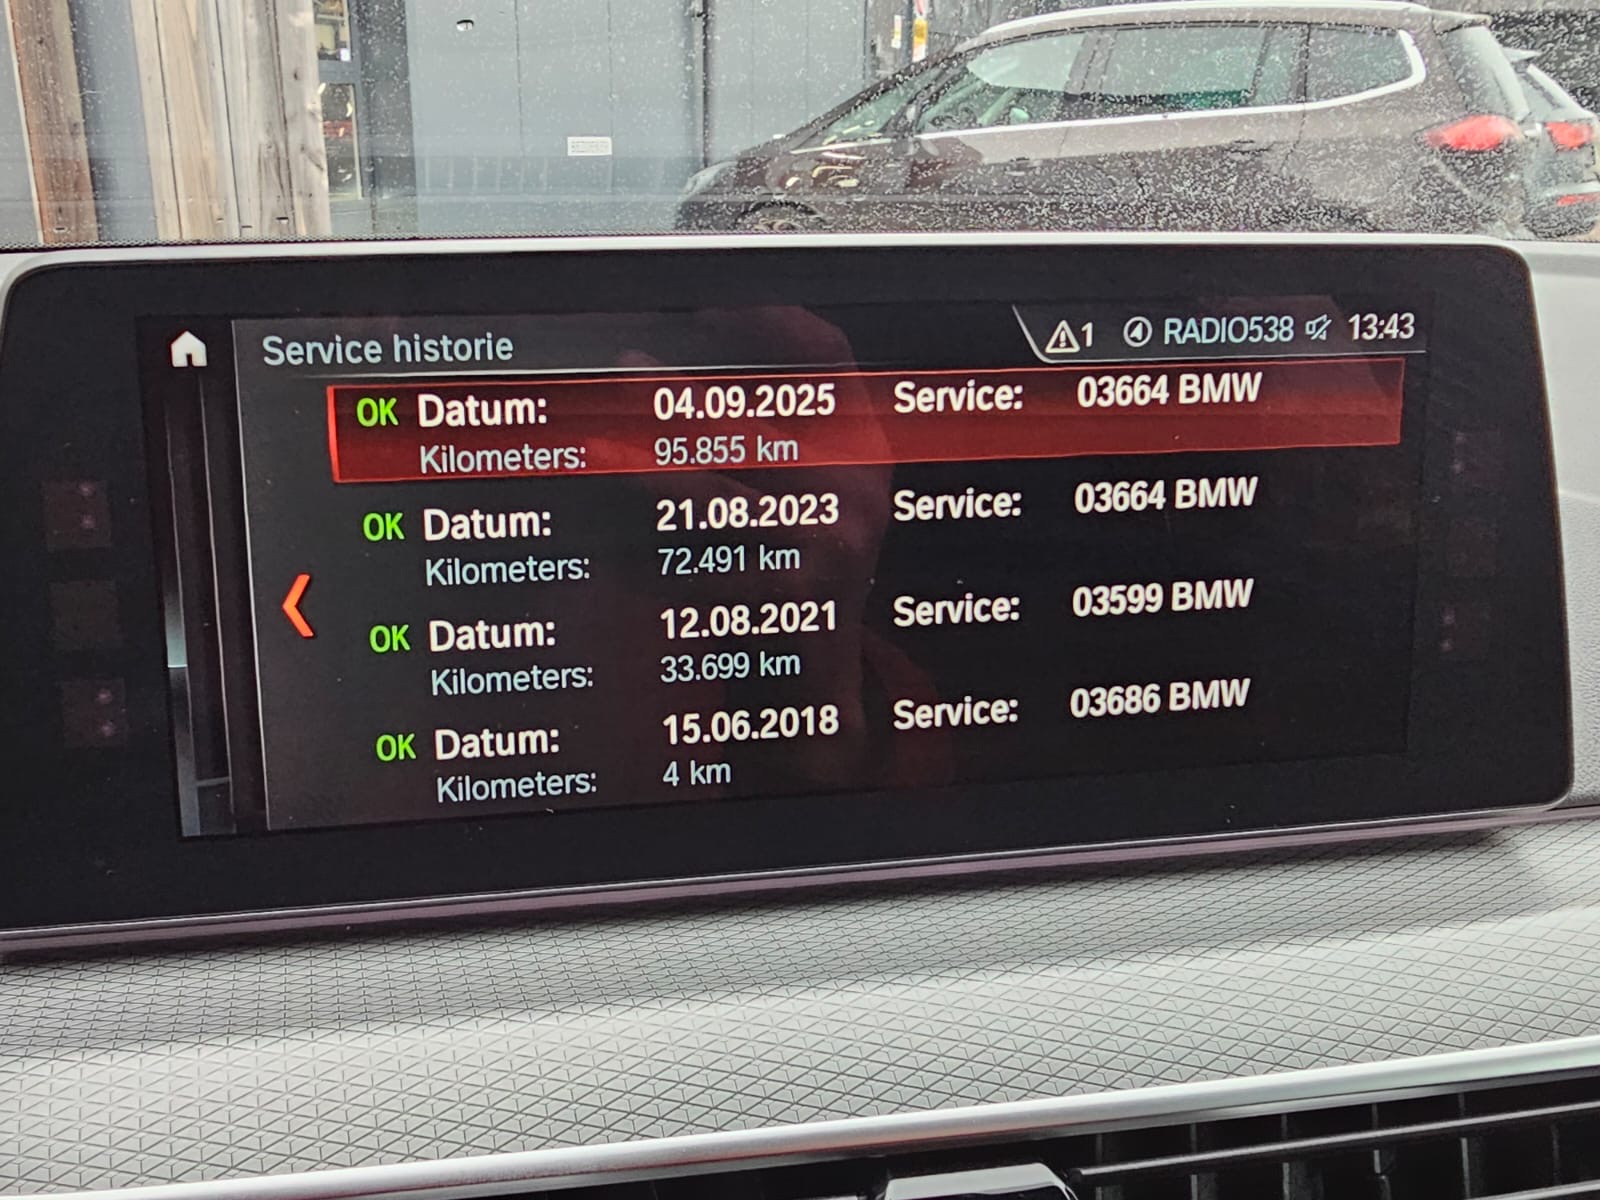 Service historie
1 RADIO538 13:43
OK Datum: 04.09.2025 Service: 03664 BMW
Kilometers: 95.855 km
OK Datum: 21.08.2023 Service: 03664 BMW
Kilometers: 72.491 km
OK Datum: 12.08.2021 Service: 03599 BMW
Kilometers: 33.699 km
OK Datum: 15.06.2018 Service: 03686 BMW
Kilometers: 4 km